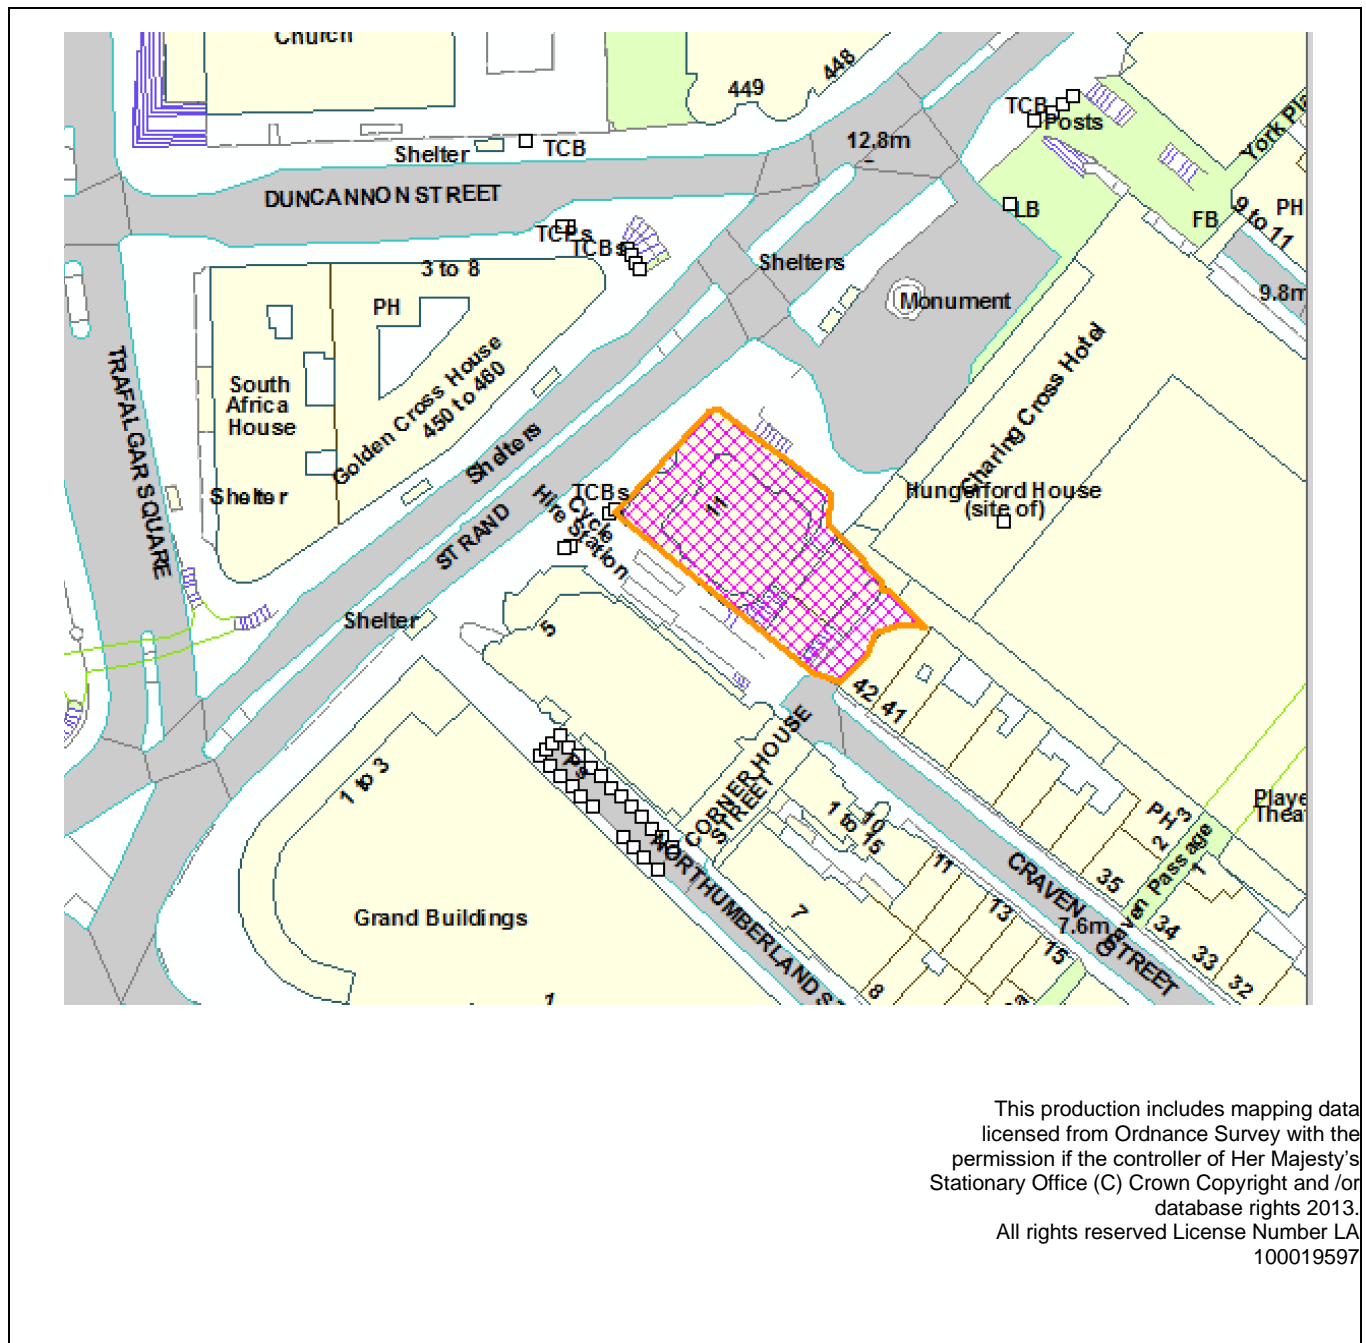 Church
449
448
TCB
Posts
York Pla
Shelter
TCB
12.8m
DUNCANNON STREET
LB
FB
9 to 11
PH
TCBs
3 to 8
Shelters
Monument
9.8m
PH
TRAFALGAR SQUARE
South
Africa
House
Golden Cross House
450 to 460
Charing Cross Hotel
Shelters
Shelter
TCBs
Cycle
Hire Station
11
Hungerford House
(site of)
STRAND
Shelter
5
42
41
1 to 3
Ps
CORNER HOUSE
STREET
10
1 to 15
PH
3
2
1
Playe
Theat
Craven Passage
NORTHUMBERLAND S
11
CRAVEN STREET
35
Grand Buildings
7
13
7.6m
15
34
33
32
8
1
This production includes mapping data
licensed from Ordnance Survey with the
permission if the controller of Her Majesty's
Stationary Office (C) Crown Copyright and /or
database rights 2013.
All rights reserved License Number LA
100019597